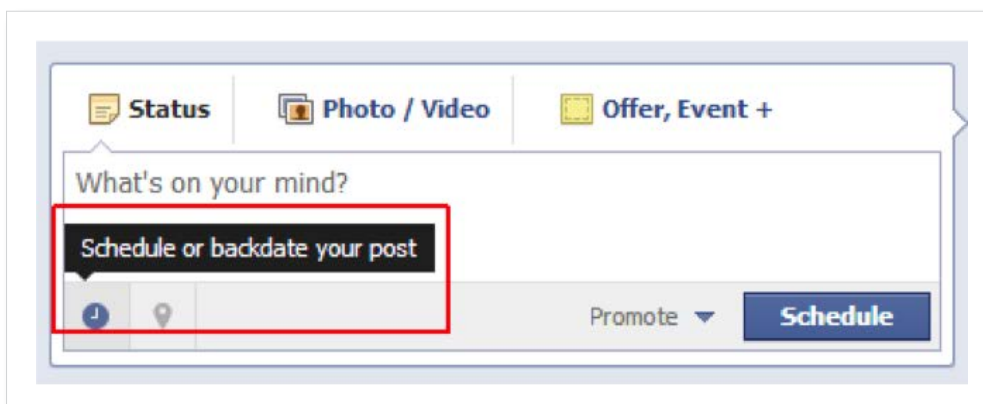 Status Photo / Video Offer, Event +
What's on your mind?
Schedule or backdate your post
Promote Schedule